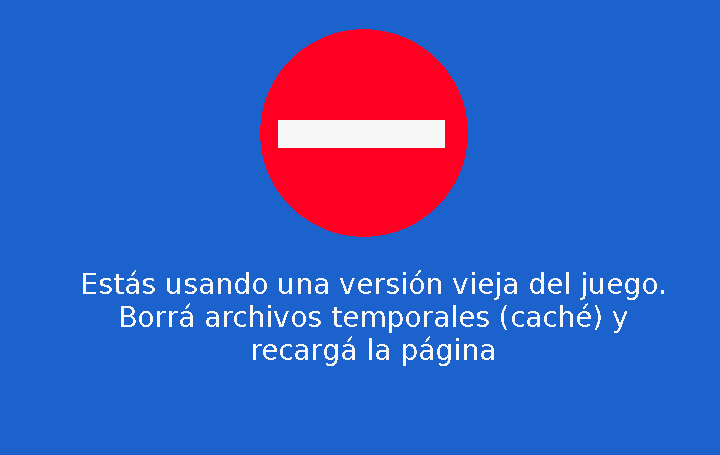 Estás usando una versión vieja del juego.
Borrá archivos temporales (caché) y
recargá la página